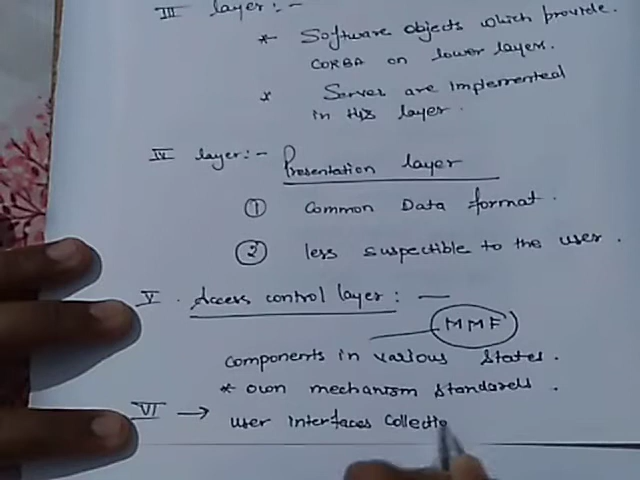 III layer :-
* Software objects which provide.
CORBA on lower layers.
* Server are implemented
in this layer.
IV layer :- Presentation layer
① Common Data format.
② less suspectible to the user.
V. Access control layer : —
MMF
Components in various states.
* own mechanism standards.
VI → user interfaces collectio